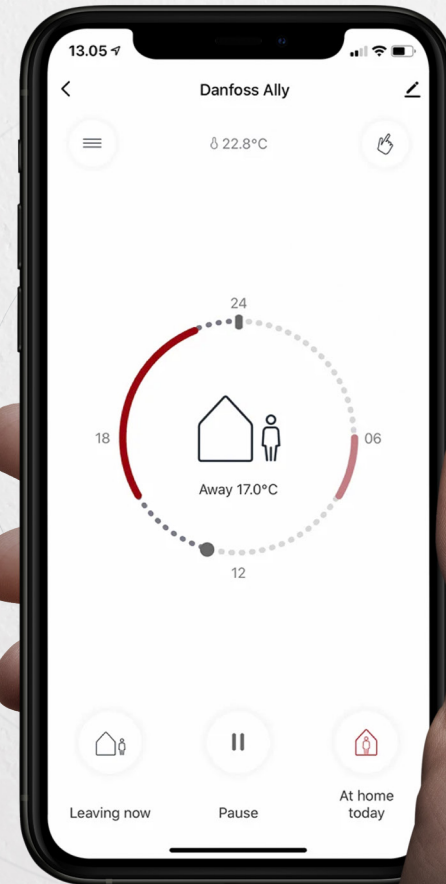 13.05
Danfoss Ally
22.8°C
24
18
06
Away 17.0°C
12
Leaving now
Pause
At home
today